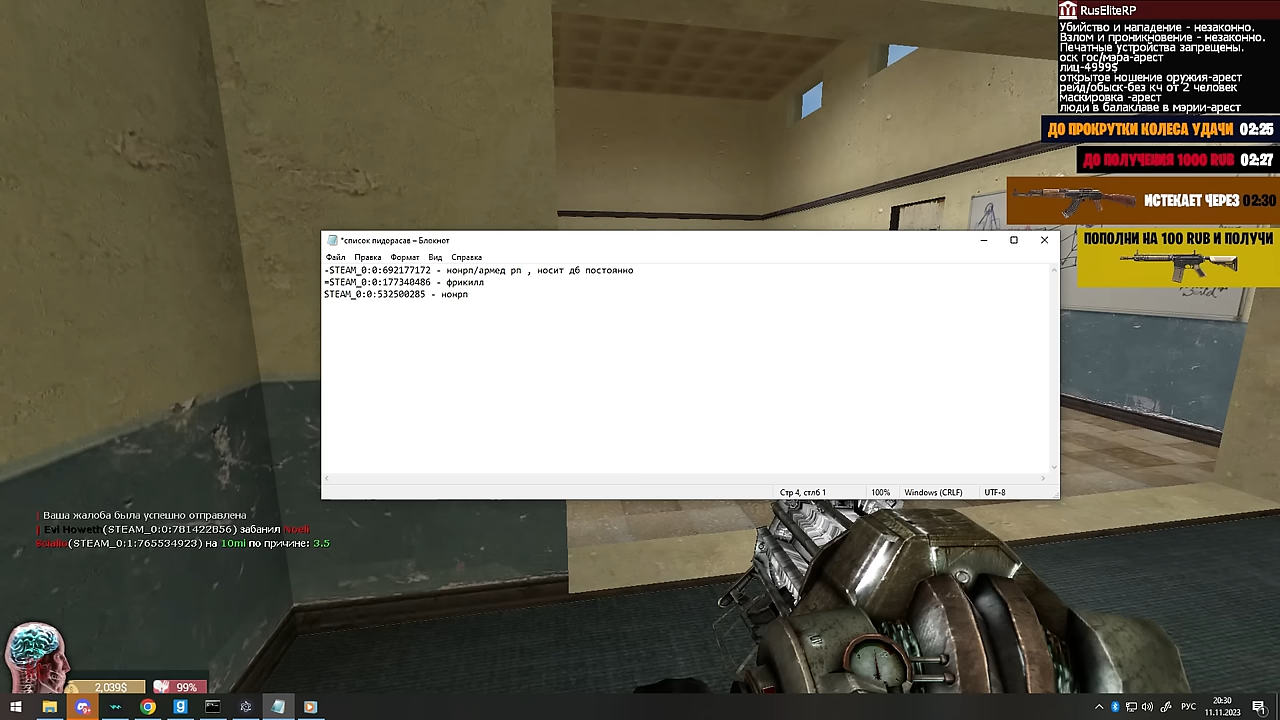 RusEliteRP
Убийство и нападение - незаконно.
Взлом и проникновение - незаконно.
Печатные устройства запрещены.
оск гос/мэра-арест
лиц-4999$
открытое ношение оружия-арест
рейд/обыск-без кч от 2 человек
маскировка -арест
люди в балаклаве в мэрии-арест
ДО ПРОКРУТКИ КОЛЕСА УДАЧИ 02:25
ДО ПОЛУЧЕНИЯ 1000 RUB 02:27
ИСТЕКАЕТ ЧЕРЕЗ 02:30
ПОПОЛНИ НА 100 RUB И ПОЛУЧИ
*список пидерасав – Блокнот
Файл Правка Формат Вид Справка
-STEAM_0:0:692177172 - нонрп/армед рп , носит дб постоянно
=STEAM_0:0:177340486 - фрикилл
STEAM_0:0:532500285 - нонрп
Стр 4, стлб 1 100% Windows (CRLF) UTF-8
Build
| Ваша жалоба была успешно отправлена
| Evi Howeth(STEAM_0:0:781422856) забанил Noeli
Scialio(STEAM_0:1:765534923) на 10mi по причине: 3.5
2,039$ 99%
РУС
20:30
11.11.2023